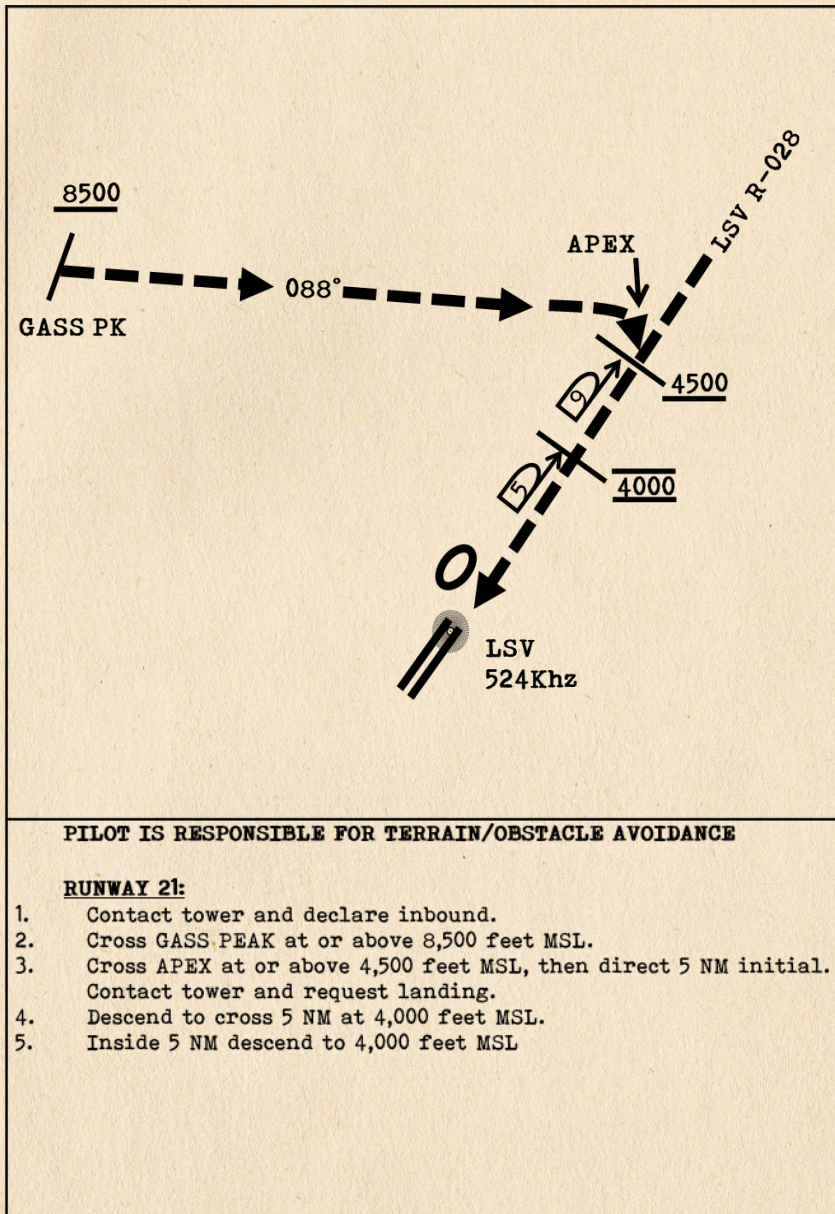 8500
GASS PK
088°
APEX
LSV R-028
9
4500
5
4000
LSV
524Khz
PILOT IS RESPONSIBLE FOR TERRAIN/OBSTACLE AVOIDANCE
RUNWAY 21:
1. Contact tower and declare inbound.
2. Cross GASS PEAK at or above 8,500 feet MSL.
3. Cross APEX at or above 4,500 feet MSL, then direct 5 NM initial.
Contact tower and request landing.
4. Descend to cross 5 NM at 4,000 feet MSL.
5. Inside 5 NM descend to 4,000 feet MSL